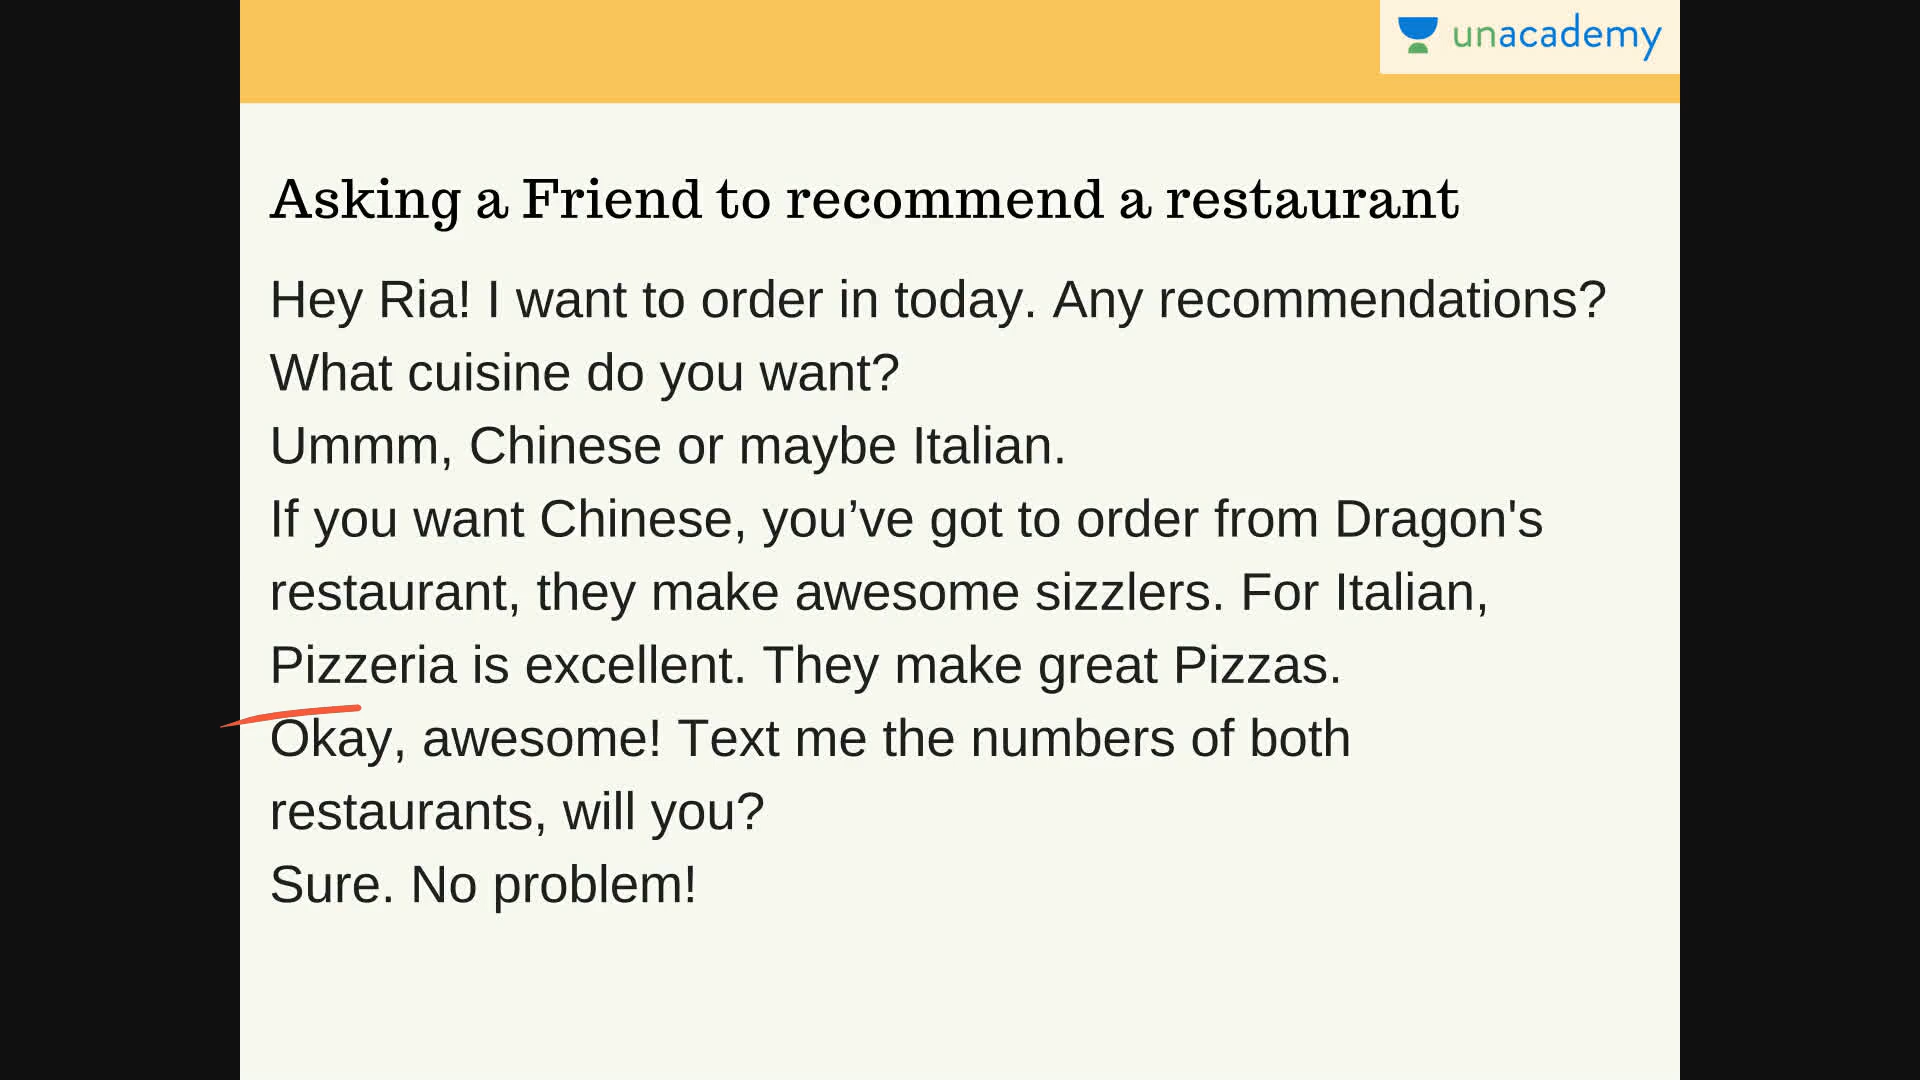 unacademy
Asking a Friend to recommend a restaurant
Hey Ria! I want to order in today. Any recommendations?
What cuisine do you want?
Ummm, Chinese or maybe Italian.
If you want Chinese, you’ve got to order from Dragon's
restaurant, they make awesome sizzlers. For Italian,
Pizzeria is excellent. They make great Pizzas.
Okay, awesome! Text me the numbers of both
restaurants, will you?
Sure. No problem!